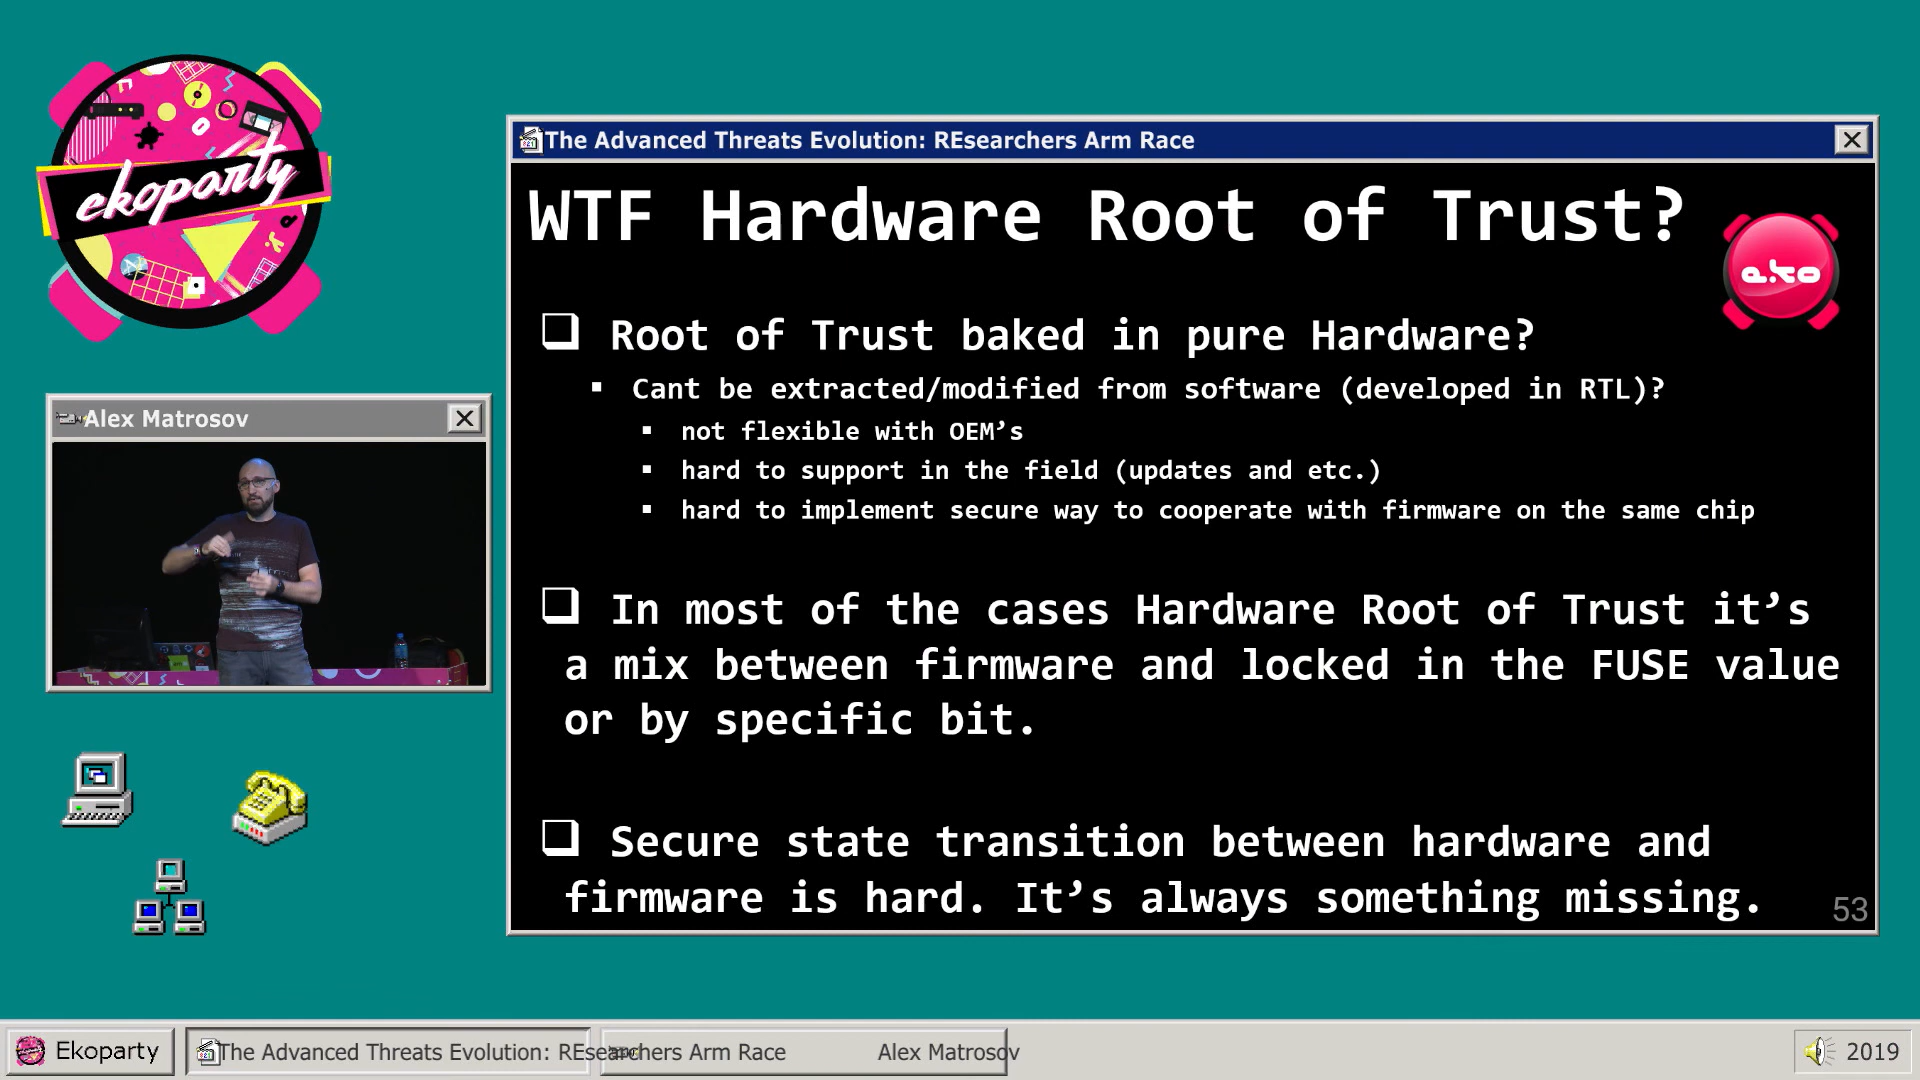 ekoparty
The Advanced Threats Evolution: REsearchers Arm Race
WTF Hardware Root of Trust?
eko
❑ Root of Trust baked in pure Hardware?
▪ Cant be extracted/modified from software (developed in RTL)?
▪ not flexible with OEM’s
▪ hard to support in the field (updates and etc.)
▪ hard to implement secure way to cooperate with firmware on the same chip
❑ In most of the cases Hardware Root of Trust it’s
a mix between firmware and locked in the FUSE value
or by specific bit.
❑ Secure state transition between hardware and
firmware is hard. It’s always something missing.
53
Alex Matrosov
Ekoparty
The Advanced Threats Evolution: REsearchers Arm Race
Alex Matrosov
2019